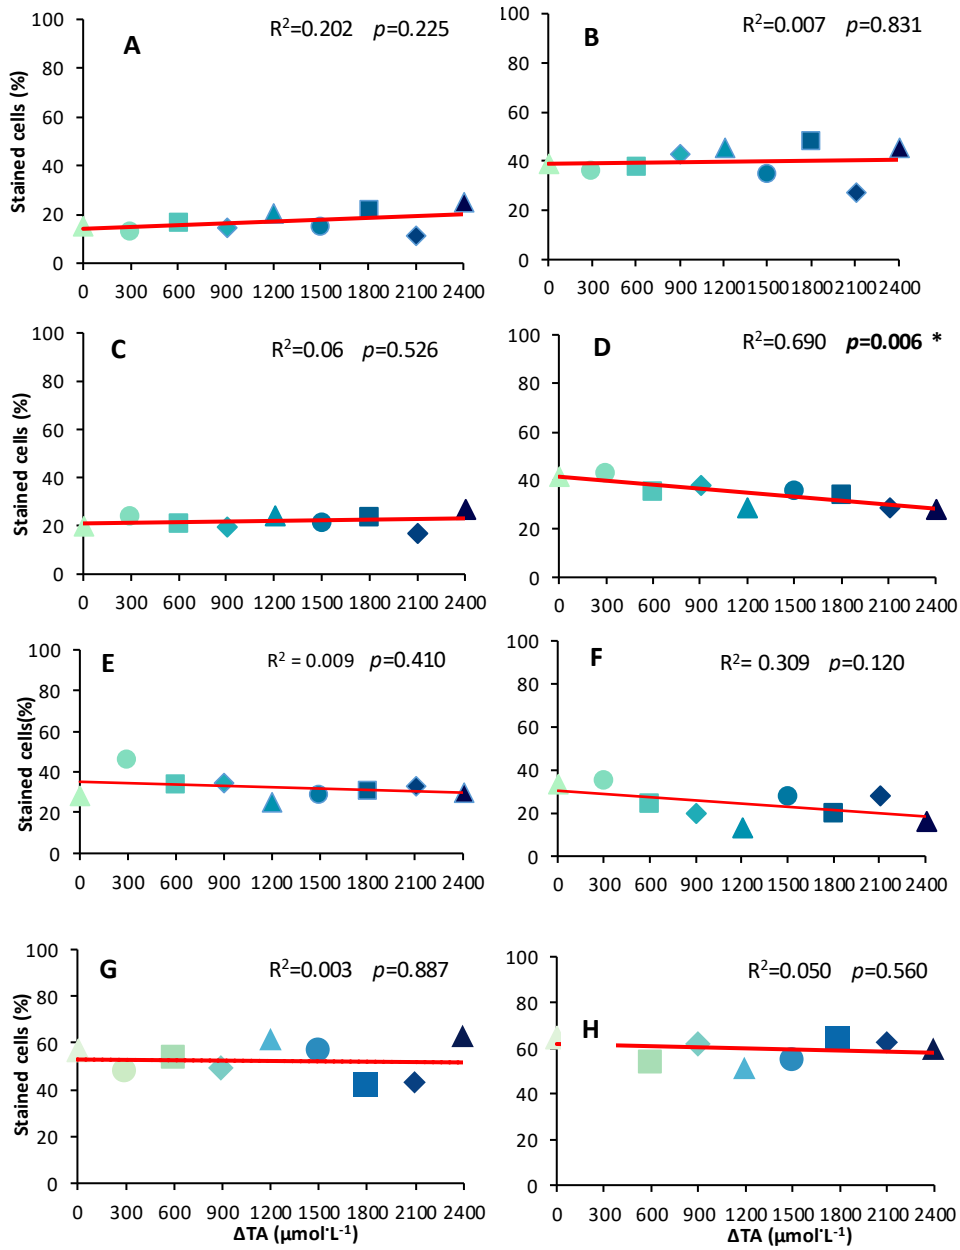 A
R²=0.202 p=0.225
Stained cells (%)
100
80
60
40
20
0
0 300 600 900 1200 1500 1800 2100 2400
B
R²=0.007 p=0.831
100
80
60
40
20
0
0 300 600 900 1200 1500 1800 2100 2400
C
R²=0.06 p=0.526
Stained cells (%)
100
80
60
40
20
0
0 300 600 900 1200 1500 1800 2100 2400
D
R²=0.690 p=0.006 *
100
80
60
40
20
0
0 300 600 900 1200 1500 1800 2100 2400
E
R² = 0.009 p=0.410
Stained cells(%)
100
80
60
40
20
0
0 300 600 900 1200 1500 1800 2100 2400
F
R²= 0.309 p=0.120
100
80
60
40
20
0
0 300 600 900 1200 1500 1800 2100 2400
G
R²=0.003 p=0.887
Stained cells (%)
100
80
60
40
20
0
0 300 600 900 1200 1500 1800 2100 2400
ΔTA (μmol·L⁻¹)
H
R²=0.050 p=0.560
100
80
60
40
20
0
0 300 600 900 1200 1500 1800 2100 2400
ΔTA (μmol·L⁻¹)